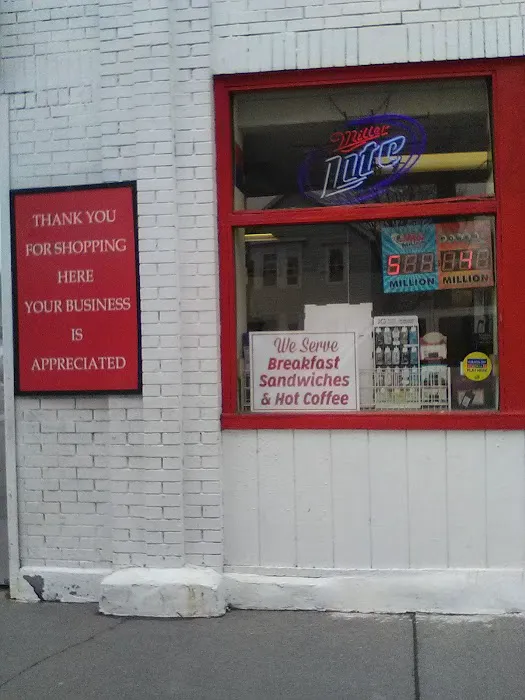 THANK YOU
FOR SHOPPING
HERE
YOUR BUSINESS
IS
APPRECIATED
Miller
Lite
MILLION
MILLION
We Serve
Breakfast
Sandwiches
& Hot Coffee